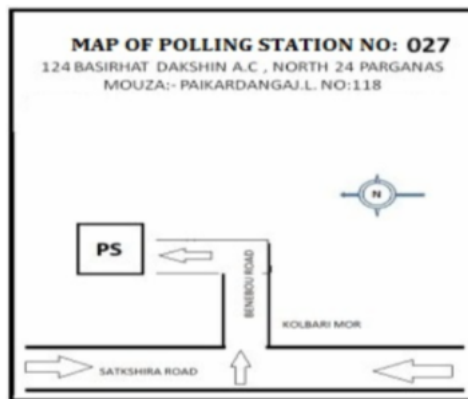 MAP OF POLLING STATION NO: 027
124 BASIRHAT DAKSHIN A.C , NORTH 24 PARGANAS
MOUZA:- PAIKARDANGAJ.L. NO:118
N
PS
BENEBOU ROAD
KOLBARI MOR
SATKSHIRA ROAD